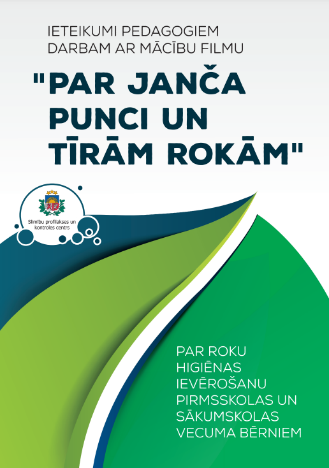 IETEIKUMI PEDAGOGIEM
DARBAM AR MĀCĪBU FILMU
"PAR JANČA
PUNCI UN
TĪRĀM ROKĀM"
Slimību profilakses un
kontroles centrs
PAR ROKU
HIGIĒNAS
IEVĒROŠANU
PIRMSSKOLAS UN
SĀKUMSKOLAS
VECUMA BĒRNIEM